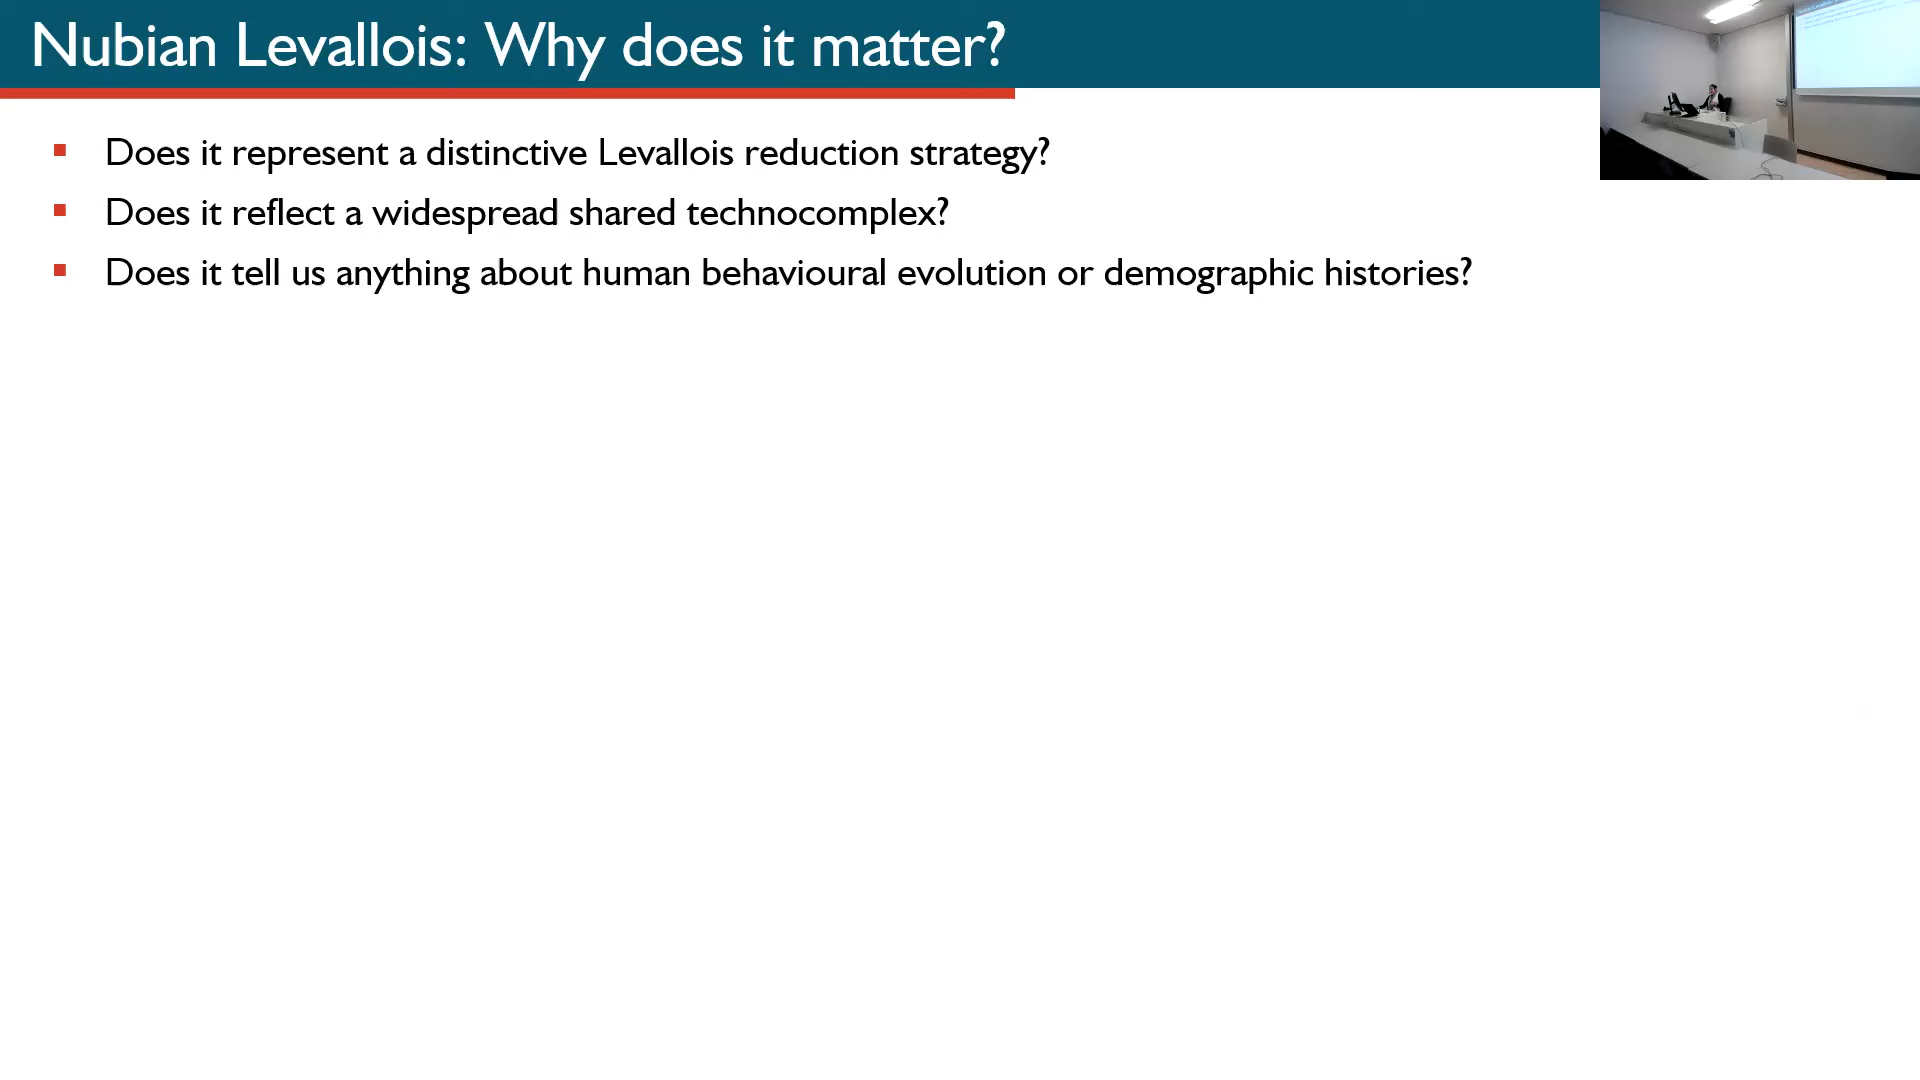 Nubian Levallois: Why does it matter?
Does it represent a distinctive Levallois reduction strategy?
Does it reflect a widespread shared technocomplex?
Does it tell us anything about human behavioural evolution or demographic histories?